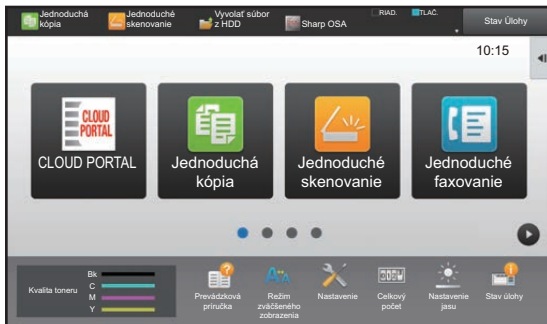 Jednoduchá
kópia
Jednoduché
skenovanie
Vyvolať súbor
z HDD
Sharp OSA
RIAD.
TLAČ.
Stav Úlohy
10:15
CLOUD
PORTAL
CLOUD PORTAL
Jednoduchá
kópia
Jednoduché
skenovanie
Jednoduché
faxovanie
Kvalita toneru
Bk
C
M
Y
Prevádzková
príručka
Režim
zväčšeného
zobrazenia
Nastavenie
Celkový
počet
Nastavenie
jasu
Stav úlohy